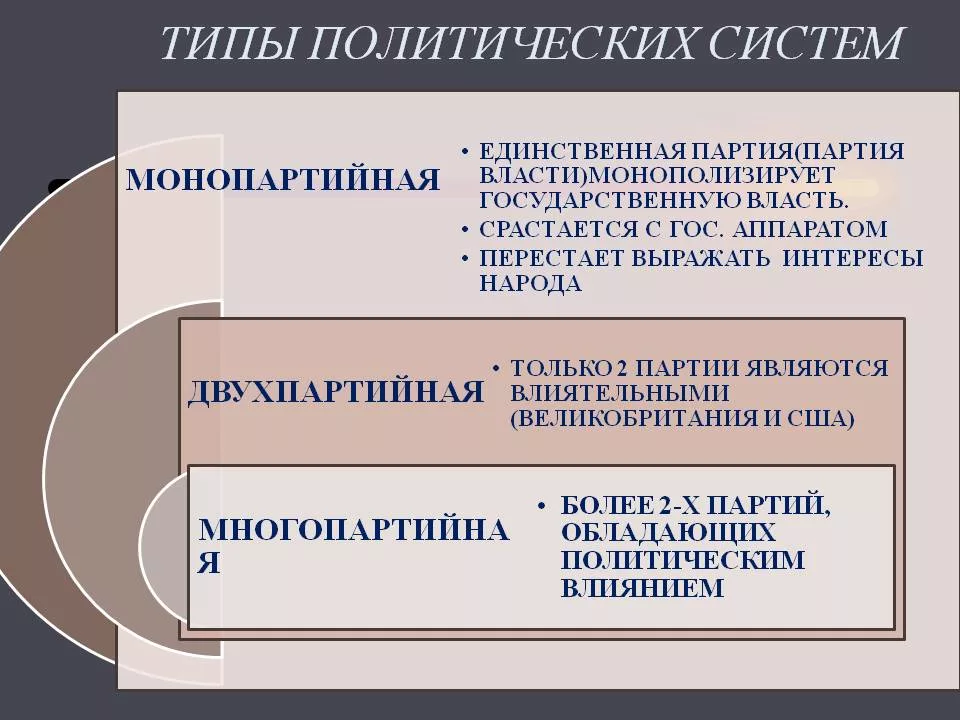 ТИПЫ ПОЛИТИЧЕСКИХ СИСТЕМ
МОНОПАРТИЙНАЯ
• ЕДИНСТВЕННАЯ ПАРТИЯ(ПАРТИЯ
ВЛАСТИ)МОНОПОЛИЗИРУЕТ
ГОСУДАРСТВЕННУЮ ВЛАСТЬ.
• СРАСТАЕТСЯ С ГОС. АППАРАТОМ
• ПЕРЕСТАЕТ ВЫРАЖАТЬ ИНТЕРЕСЫ
НАРОДА
ДВУХПАРТИЙНАЯ
• ТОЛЬКО 2 ПАРТИИ ЯВЛЯЮТСЯ
ВЛИЯТЕЛЬНЫМИ
(ВЕЛИКОБРИТАНИЯ И США)
МНОГОПАРТИЙНА
Я
• БОЛЕЕ 2-Х ПАРТИЙ,
ОБЛАДАЮЩИХ
ПОЛИТИЧЕСКИМ
ВЛИЯНИЕМ